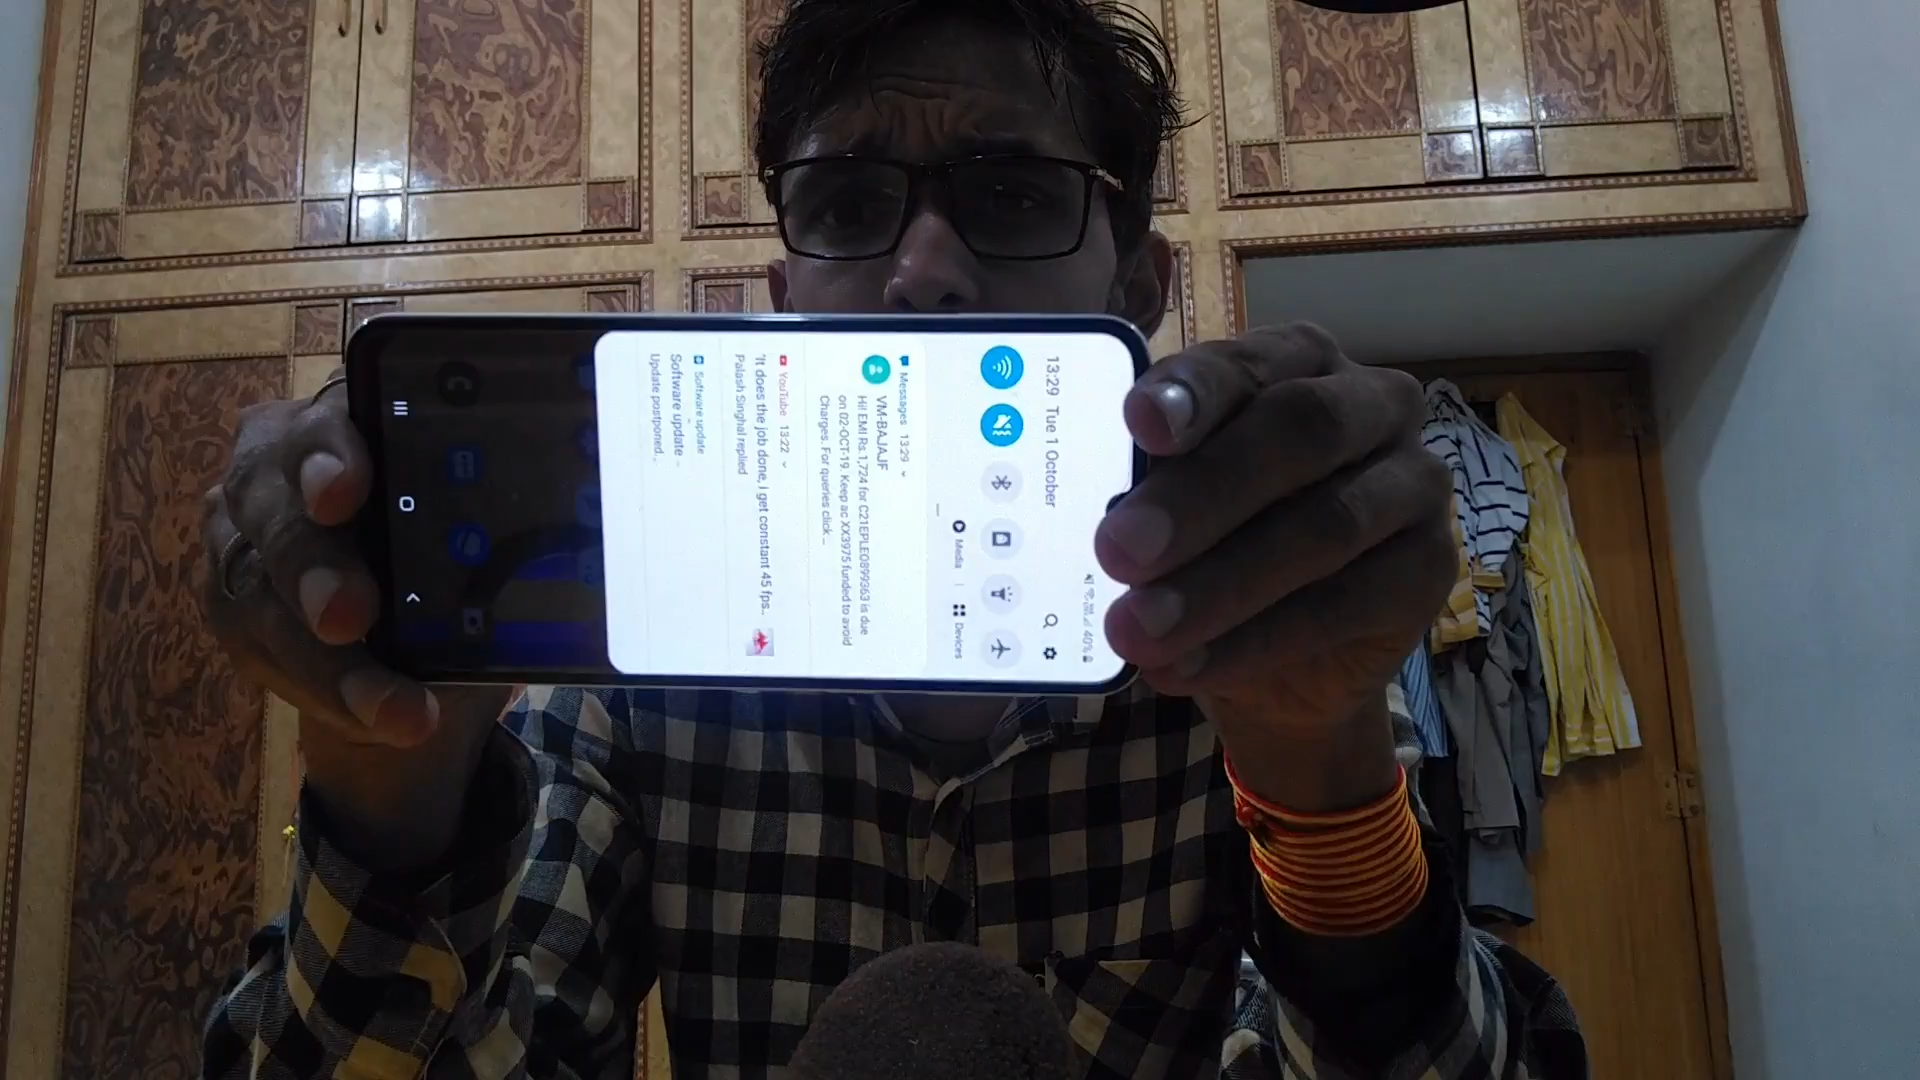 40%
13:29 Tue 1 October
Media
Devices
Messages 13:29
VM-BAJAJF
Hi! EMI Rs.1,724 for C21EPLE0899363 is due
on 02-OCT-19. Keep ac XX3975 funded to avoid
Charges. For queries click...
YouTube 13:22
"It does the job done, i get constant 45 fps..
Palash Singhal replied
Software update
Software update
Update postponed...